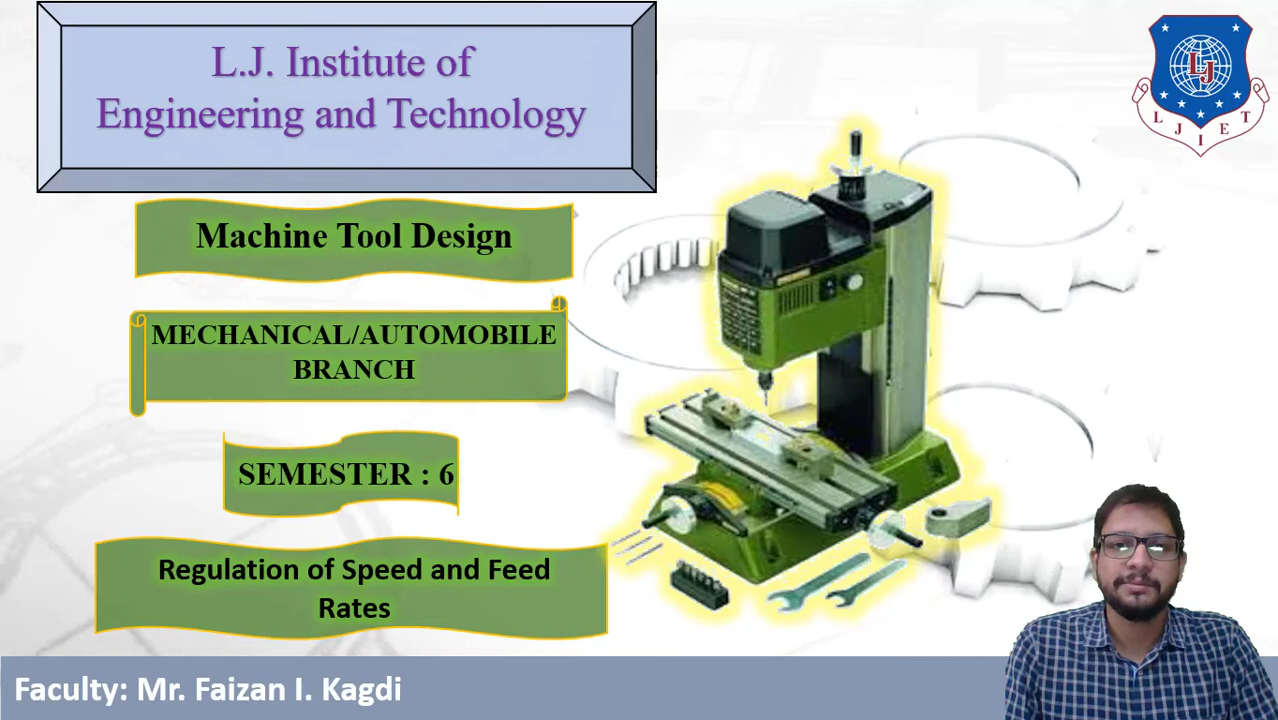 L.J. Institute of
Engineering and Technology
Machine Tool Design
MECHANICAL/AUTOMOBILE
BRANCH
SEMESTER : 6
Regulation of Speed and Feed
Rates
Faculty: Mr. Faizan I. Kagdi
LJ
L J I E T